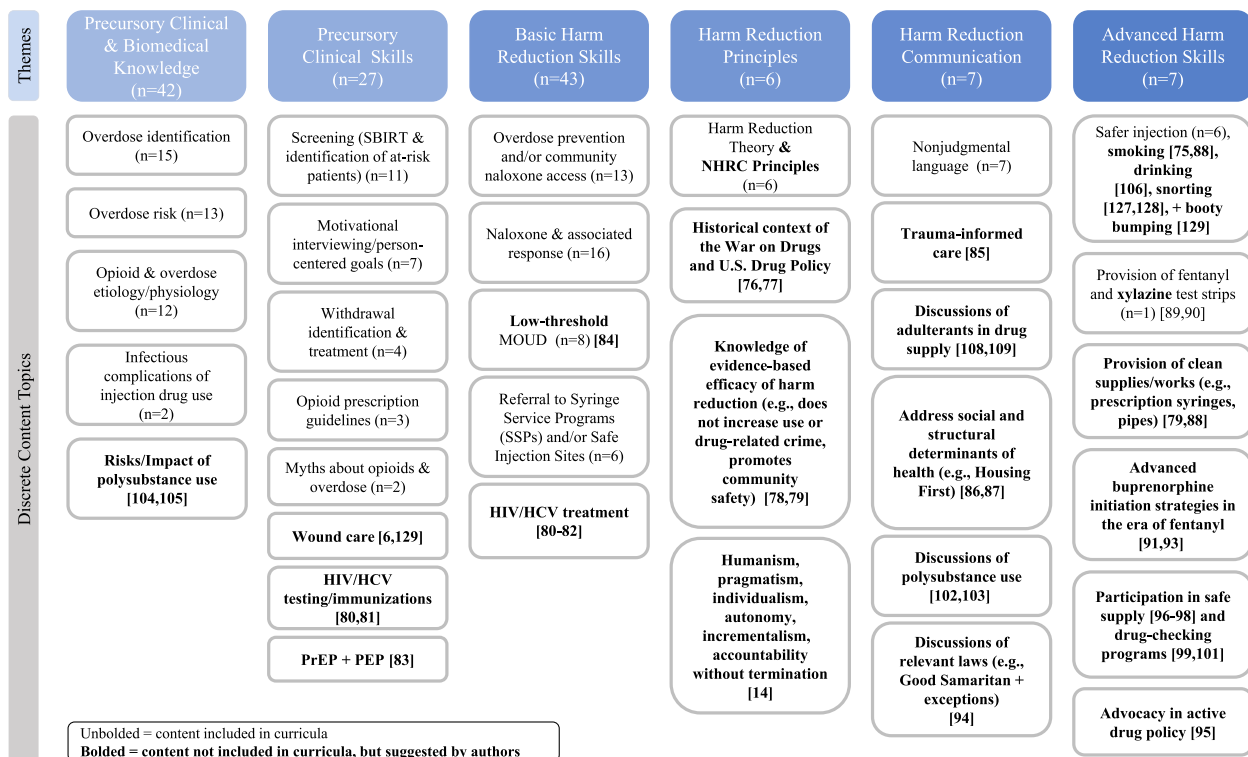 Themes
Precursory Clinical
& Biomedical
Knowledge
(n=42)
Precursory
Clinical Skills
(n=27)
Basic Harm
Reduction Skills
(n=43)
Harm Reduction
Principles
(n=6)
Harm Reduction
Communication
(n=7)
Advanced Harm
Reduction Skills
(n=7)
Discrete Content Topics
Overdose identification
(n=15)
Overdose risk (n=13)
Opioid & overdose
etiology/physiology
(n=12)
Infectious
complications of
injection drug use
(n=2)
Risks/Impact of
polysubstance use
[104,105]
Screening (SBIRT &
identification of at-risk
patients) (n=11)
Motivational
interviewing/person-
centered goals
(n=7)
Withdrawal
identification &
treatment (n=4)
Opioid prescription
guidelines (n=3)
Myths about opioids &
overdose (n=2)
Wound care [6,129]
HIV/HCV
testing/immunizations
[80,81]
PrEP + PEP [83]
Overdose prevention
and/or community
naloxone access (n=13)
Naloxone & associated
response (n=16)
Low-threshold
MOUD (n=8) [84]
Referral to Syringe
Service Programs
(SSPs) and/or Safe
Injection Sites (n=6)
HIV/HCV treatment
[80-82]
Harm Reduction
Theory &
NHRC Principles
(n=6)
Historical context of
the War on Drugs
and U.S. Drug Policy
[76,77]
Knowledge of
evidence-based
efficacy of harm
reduction (e.g., does
not increase use or
drug-related crime,
promotes
community
safety) [78,79]
Humanism,
pragmatism,
individualism,
autonomy,
incrementalism,
accountability
without termination
[14]
Nonjudgmental
language (n=7)
Trauma-informed
care [85]
Discussions of
adulterants in drug
supply [108,109]
Address social and
structural
determinants of
health (e.g., Housing
First) [86,87]
Discussions of
polysubstance use
[102,103]
Discussions of
relevant laws (e.g.,
Good Samaritan +
exceptions)
[94]
Safer injection (n=6),
smoking [75,88],
drinking
[106], snorting
[127,128], + booty
bumping [129]
Provision of fentanyl
and xylazine test strips
(n=1) [89,90]
Provision of clean
supplies/works (e.g.,
prescription syringes,
pipes) [79,88]
Advanced
buprenorphine
initiation strategies in
the era of fentanyl
[91,93]
Participation in safe
supply [96-98] and
drug-checking
programs [99,101]
Advocacy in active
drug policy [95]
Unbolded = content included in curricula
Bolded = content not included in curricula, but suggested by authors